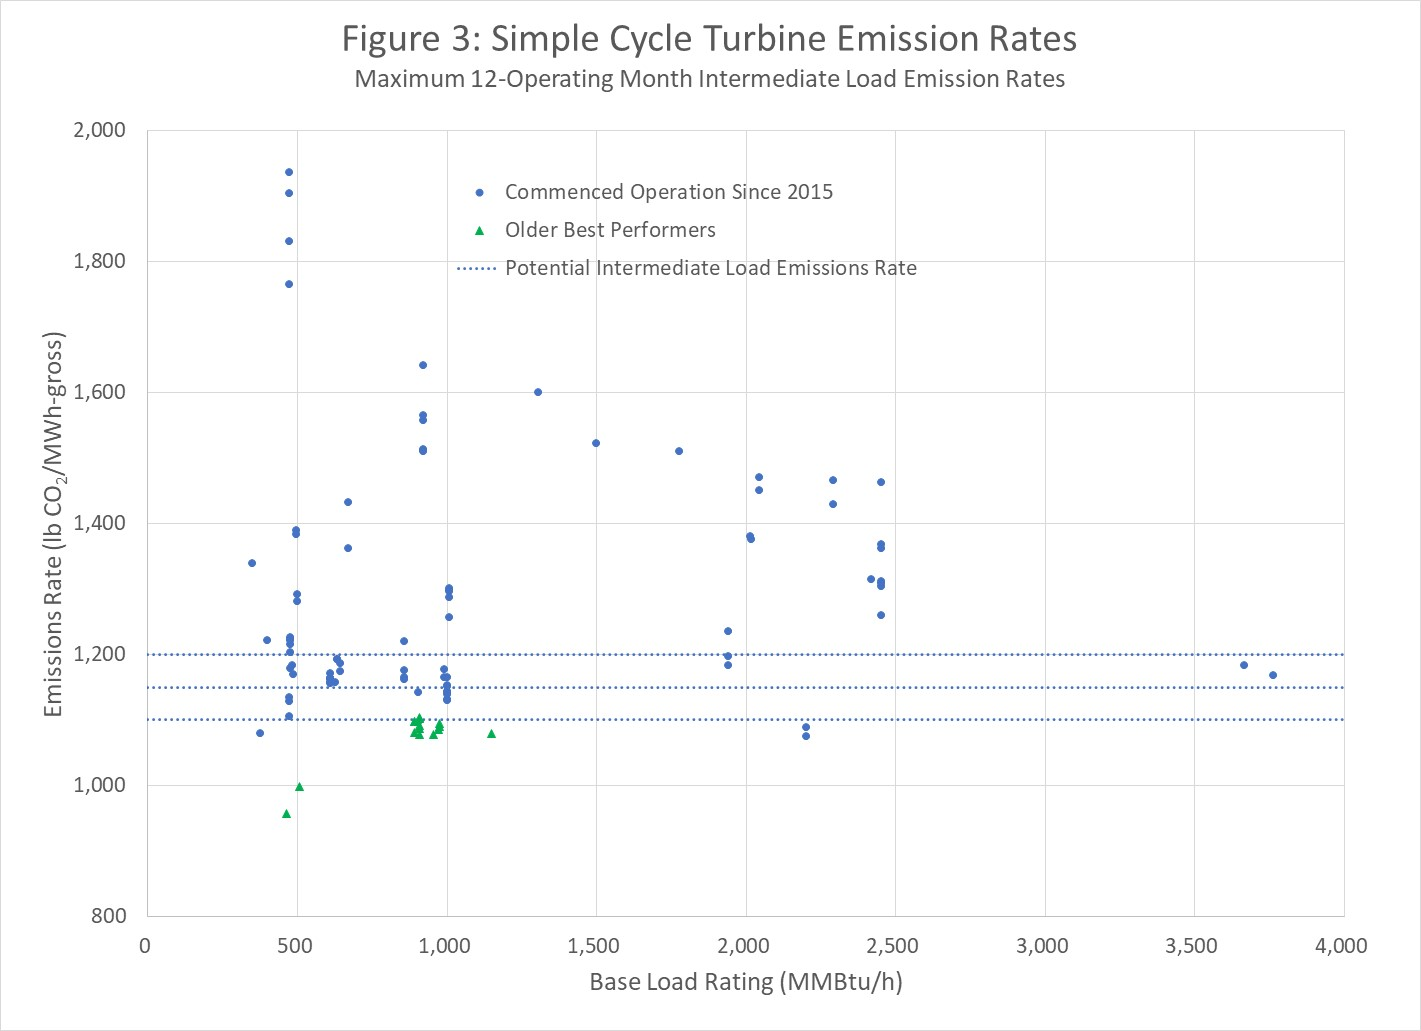 Figure 3: Simple Cycle Turbine Emission Rates
Maximum 12-Operating Month Intermediate Load Emission Rates
2,000
1,800
1,600
1,400
1,200
1,000
800
Emissions Rate (lb CO₂/MWh-gross)
Commenced Operation Since 2015
Older Best Performers
Potential Intermediate Load Emissions Rate
0 500 1,000 1,500 2,000 2,500 3,000 3,500 4,000
Base Load Rating (MMBtu/h)